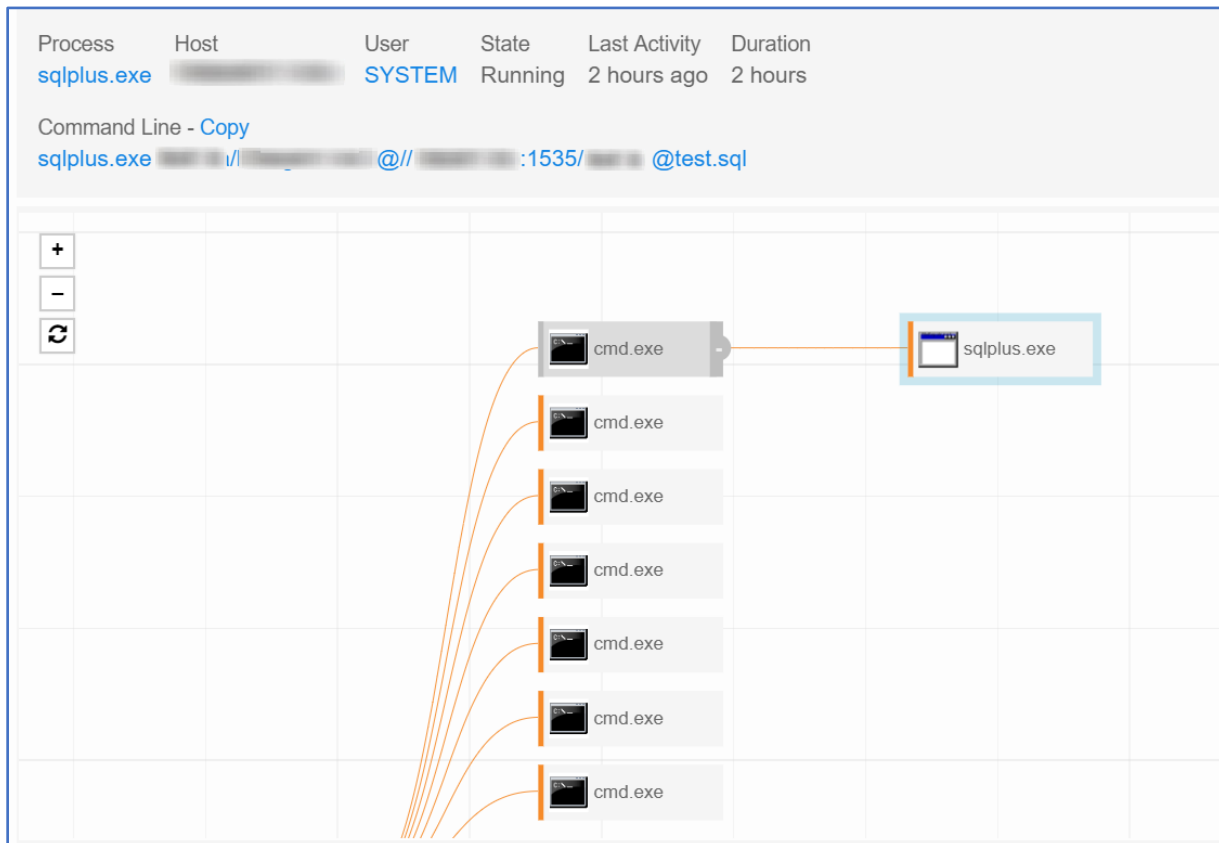 Process Host User State Last Activity Duration
sqlplus.exe SYSTEM Running 2 hours ago 2 hours
Command Line - Copy
sqlplus.exe /@// :1535/ @test.sql
+
–
cmd.exe - sqlplus.exe
cmd.exe
cmd.exe
cmd.exe
cmd.exe
cmd.exe
cmd.exe